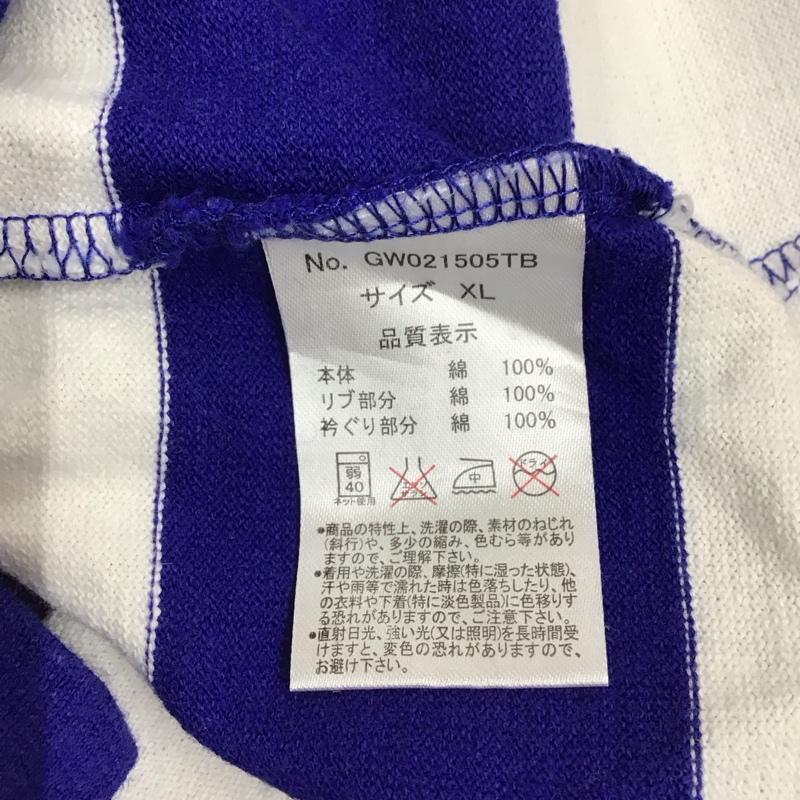 No. GW021505TB
サイズ XL
品質表示
本体 綿 100%
リブ部分 綿 100%
衿ぐり部分 綿 100%
弱 40 ネット使用 エンソ サラシ 中 ドライ
●商品の特性上、洗濯の際、素材のねじれ
(斜行)や、多少の縮み、色むら等があり
ますので、ご理解下さい。
●着用や洗濯の際、摩擦(特に湿った状態)、
汗や雨等で濡れた時は色落ちしたり、他
の衣料や下着(特に淡色製品)に色移りす
る恐れがありますので、ご注意下さい。
●直射日光、強い光(又は照明)を長時間受
けますと、変色の恐れがありますので、
お避け下さい。